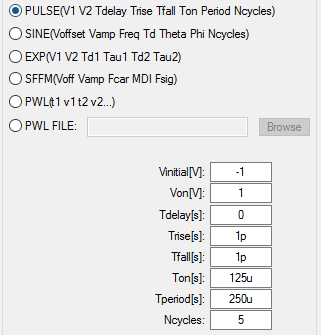 PULSE(V1 V2 Tdelay Trise Tfall Ton Period Ncycles)
SINE(Voffset Vamp Freq Td Theta Phi Ncycles)
EXP(V1 V2 Td1 Tau1 Td2 Tau2)
SFFM(Voff Vamp Fcar MDI Fsig)
PWL(t1 v1 t2 v2...)
PWL FILE: Browse
Vinitial[V]: -1
Von[V]: 1
Tdelay[s]: 0
Trise[s]: 1p
Tfall[s]: 1p
Ton[s]: 125u
Tperiod[s]: 250u
Ncycles: 5